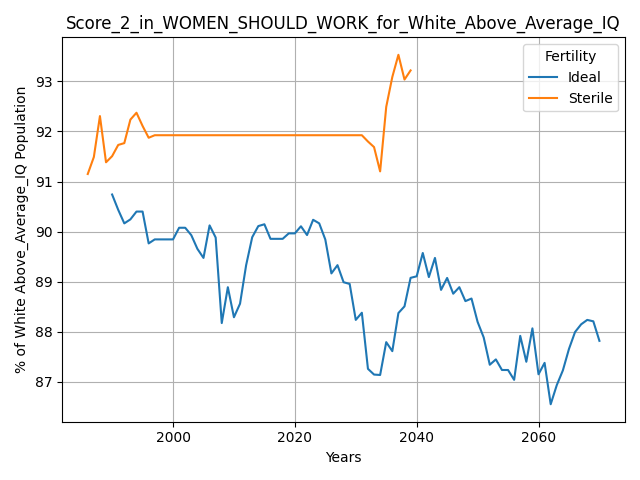 Score_2_in_WOMEN_SHOULD_WORK_for_White_Above_Average_IQ
Fertility
Ideal
Sterile
% of White Above_Average_IQ Population
93
92
91
90
89
88
87
2000
2020
2040
2060
Years